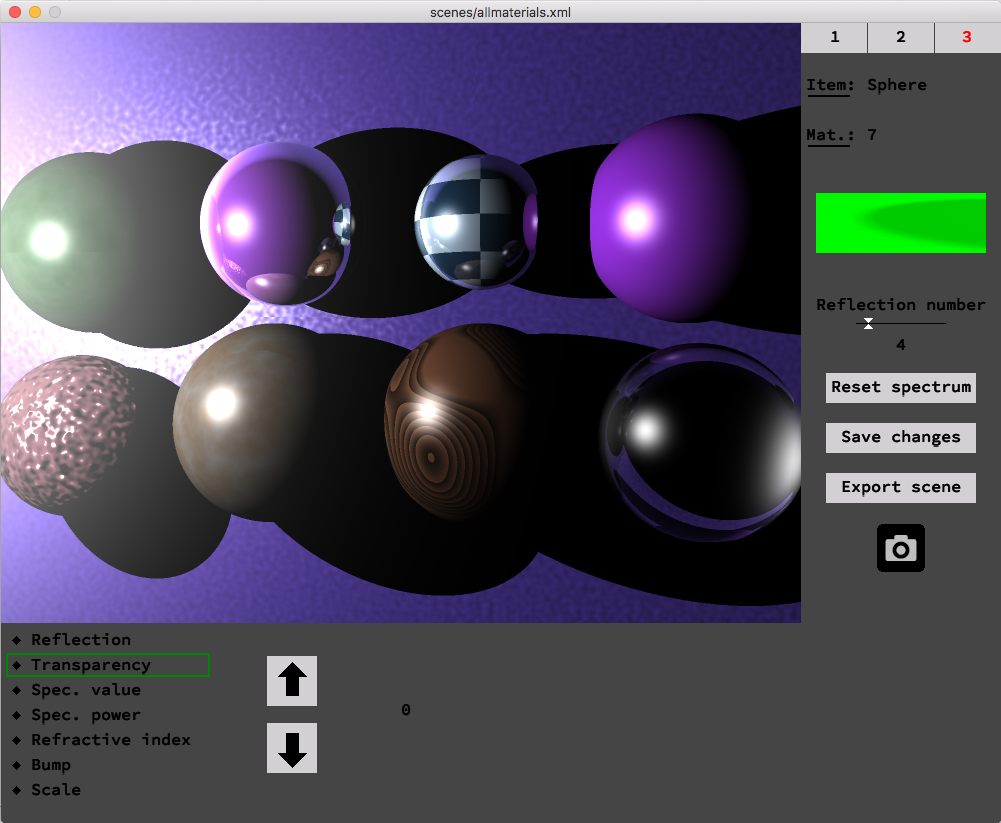 scenes/allmaterials.xml
1 2 3
Item: Sphere
Mat.: 7
Reflection number
4
Reset spectrum
Save changes
Export scene
Reflection
Transparency
Spec. value
Spec. power
Refractive index
Bump
Scale
0